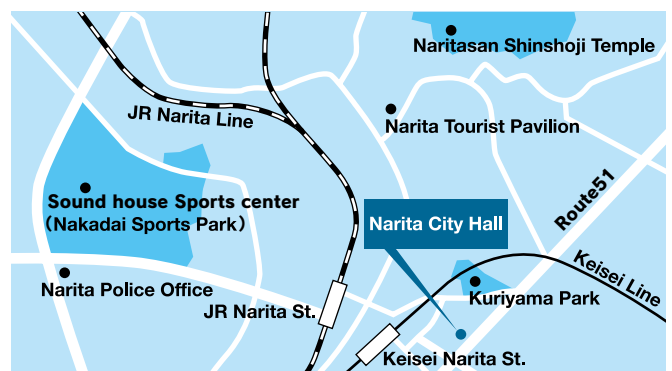 Naritasan Shinshoji Temple
JR Narita Line
Narita Tourist Pavilion
Sound house Sports center
(Nakadai Sports Park)
Narita City Hall
Route51
Keisei Line
Narita Police Office
Kuriyama Park
JR Narita St.
Keisei Narita St.